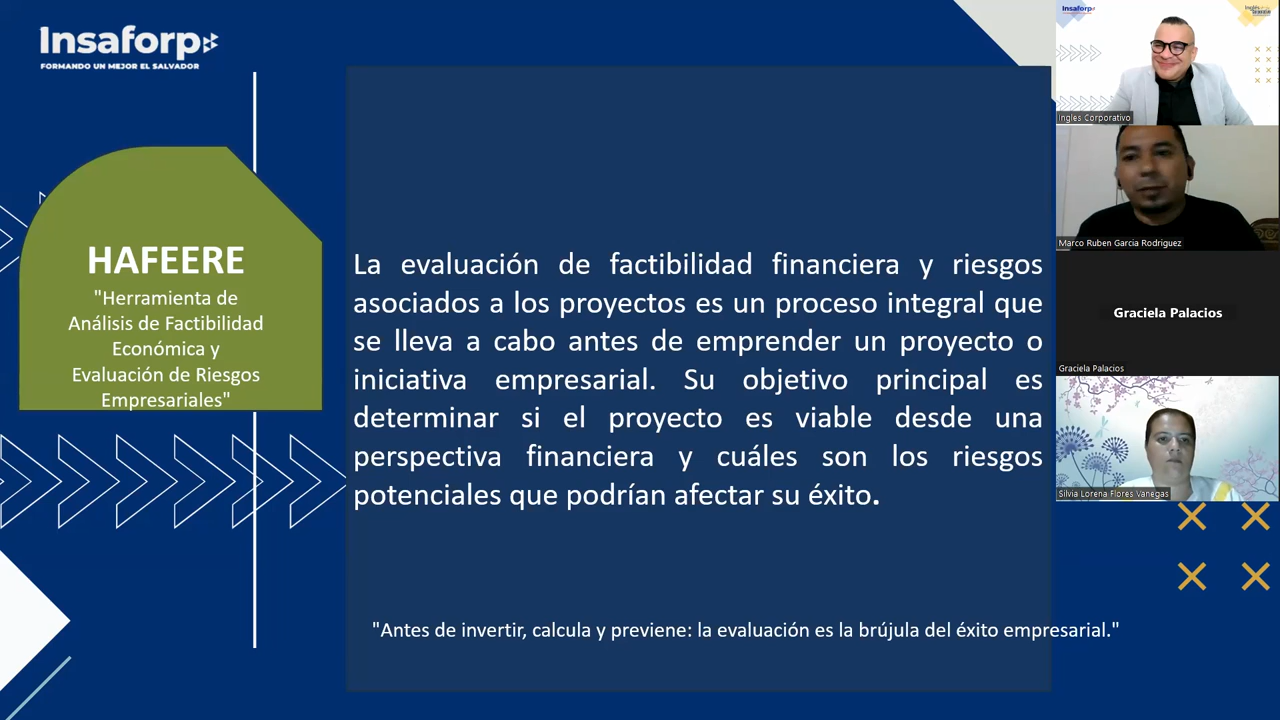 Insaforp
FORMANDO UN MEJOR EL SALVADOR
HAFEERE
"Herramienta de
Análisis de Factibilidad
Económica y
Evaluación de Riesgos
Empresariales"
La evaluación de factibilidad financiera y riesgos
asociados a los proyectos es un proceso integral que
se lleva a cabo antes de emprender un proyecto o
iniciativa empresarial. Su objetivo principal es
determinar si el proyecto es viable desde una
perspectiva financiera y cuáles son los riesgos
potenciales que podrían afectar su éxito.
"Antes de invertir, calcula y previene: la evaluación es la brújula del éxito empresarial."
Insaforp
Ingles Corporativo
Marco Ruben Garcia Rodriguez
Graciela Palacios
Graciela Palacios
Silvia Lorena Flores Vanegas